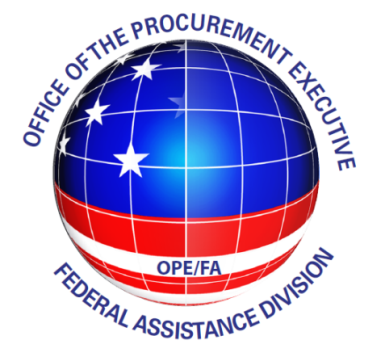 OFFICE OF THE PROCUREMENT EXECUTIVE
OPE/FA
FEDERAL ASSISTANCE DIVISION